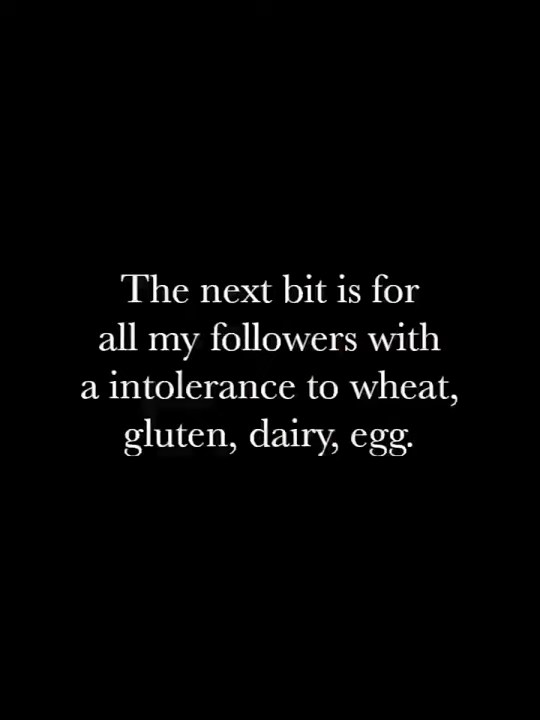 The next bit is for
all my followers with
a intolerance to wheat,
gluten, dairy, egg.